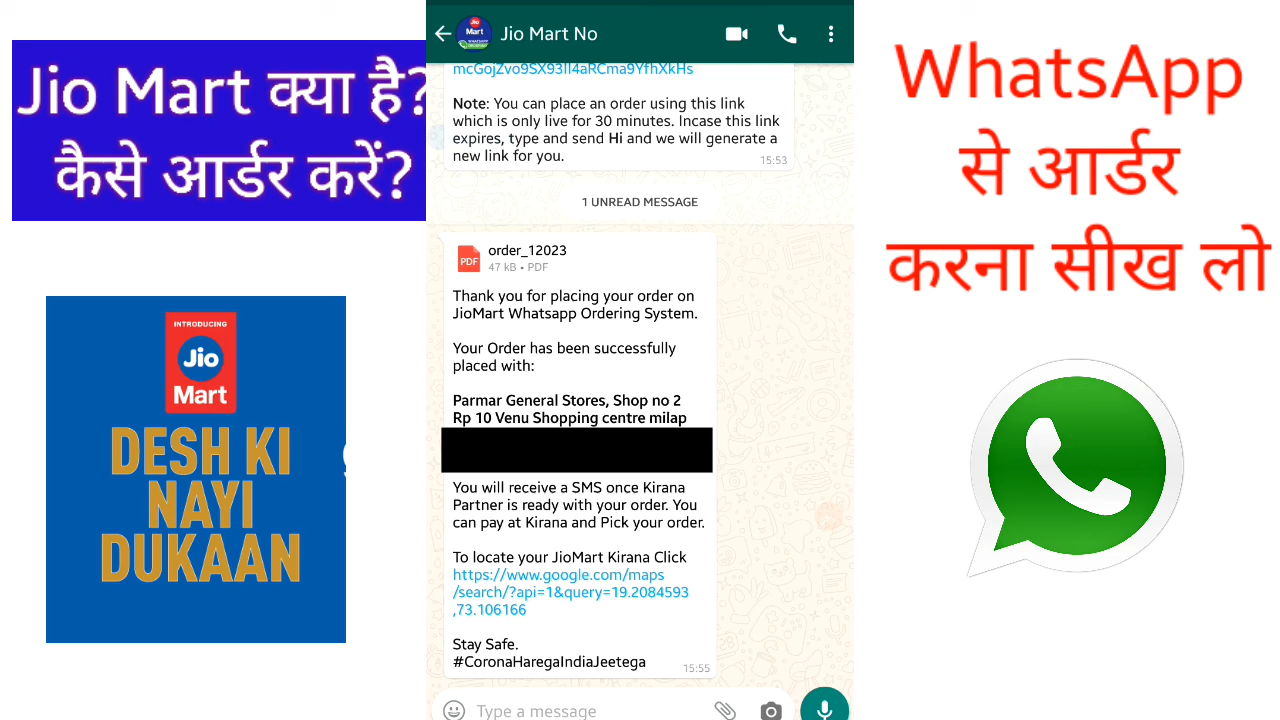 Jio Mart क्या है?
कैसे आर्डर करें?
INTRODUCING
Jio
Mart
DESH KI
NAYI
DUKAAN
Jio Mart No
mcGojZvo9SX93Il4aRCma9YfhXkHs
Note: You can place an order using this link
which is only live for 30 minutes. Incase this link
expires, type and send Hi and we will generate a
new link for you.
15:53
1 UNREAD MESSAGE
order_12023
PDF
47 kB • PDF
Thank you for placing your order on
JioMart Whatsapp Ordering System.
Your Order has been successfully
placed with:
Parmar General Stores, Shop no 2
Rp 10 Venu Shopping centre milap
You will receive a SMS once Kirana
Partner is ready with your order. You
can pay at Kirana and Pick your order.
To locate your JioMart Kirana Click
https://www.google.com/maps
/search/?api=1&query=19.2084593
,73.106166
Stay Safe.
#CoronaHaregaIndiaJeetega
15:55
Type a message
WhatsApp
से आर्डर
करना सीख लो